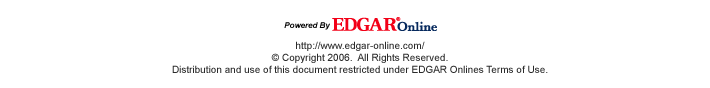 Powered By EDGAR® Online
http://www.edgar-online.com/
© Copyright 2006. All Rights Reserved.
Distribution and use of this document restricted under EDGAR Onlines Terms of Use.